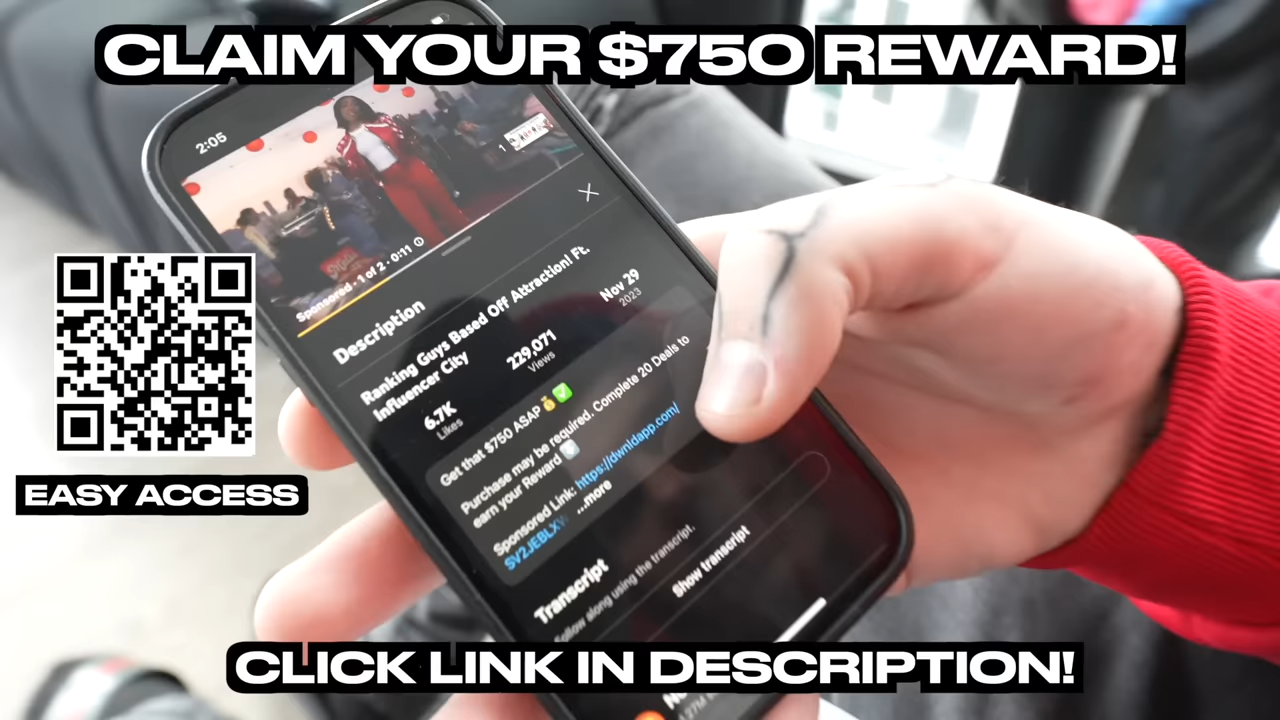 CLAIM YOUR $750 REWARD!
2:05
1
Sponsored · 1 of 2 · 0:11
Description
Ranking Guys Based Off Attraction! Ft.
Influencer City
6.7K
Likes
229,071
Views
Nov 29
2023
Get that $750 ASAP 💰✅
Purchase may be required. Complete 20 Deals to
earn your Reward
Sponsored Link: https://dwnldapp.com/
...more
Transcript
Follow along using the transcript.
Show transcript
EASY ACCESS
CLICK LINK IN DESCRIPTION!